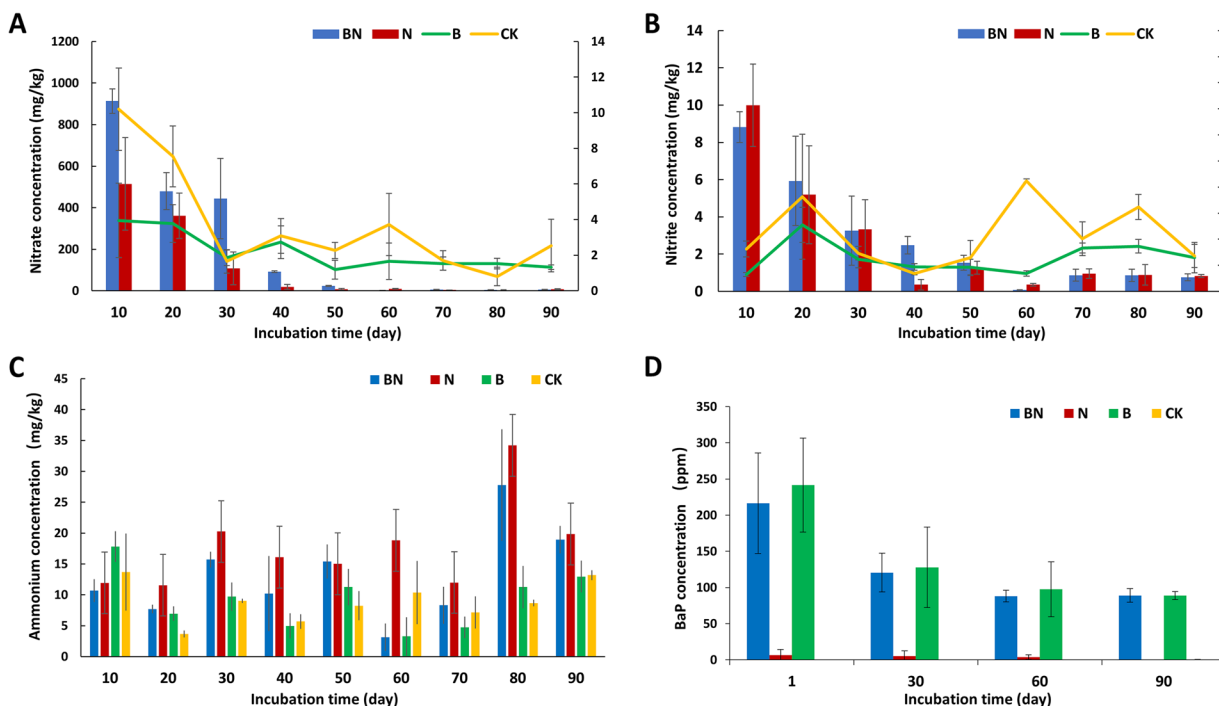 A
BN N B CK
Nitrate concentration (mg/kg)
1200
1000
800
600
400
200
0
14
12
10
8
6
4
2
0
10 20 30 40 50 60 70 80 90
Incubation time (day)
B
BN N B CK
Nitrite concentration (mg/kg)
14
12
10
8
6
4
2
0
10 20 30 40 50 60 70 80 90
Incubation time (day)
C
BN N B CK
Ammonium concentration (mg/kg)
45
40
35
30
25
20
15
10
5
0
10 20 30 40 50 60 70 80 90
Incubation time (day)
D
BN N B CK
BaP concentration (ppm)
350
300
250
200
150
100
50
0
1 30 60 90
Incubation time (day)